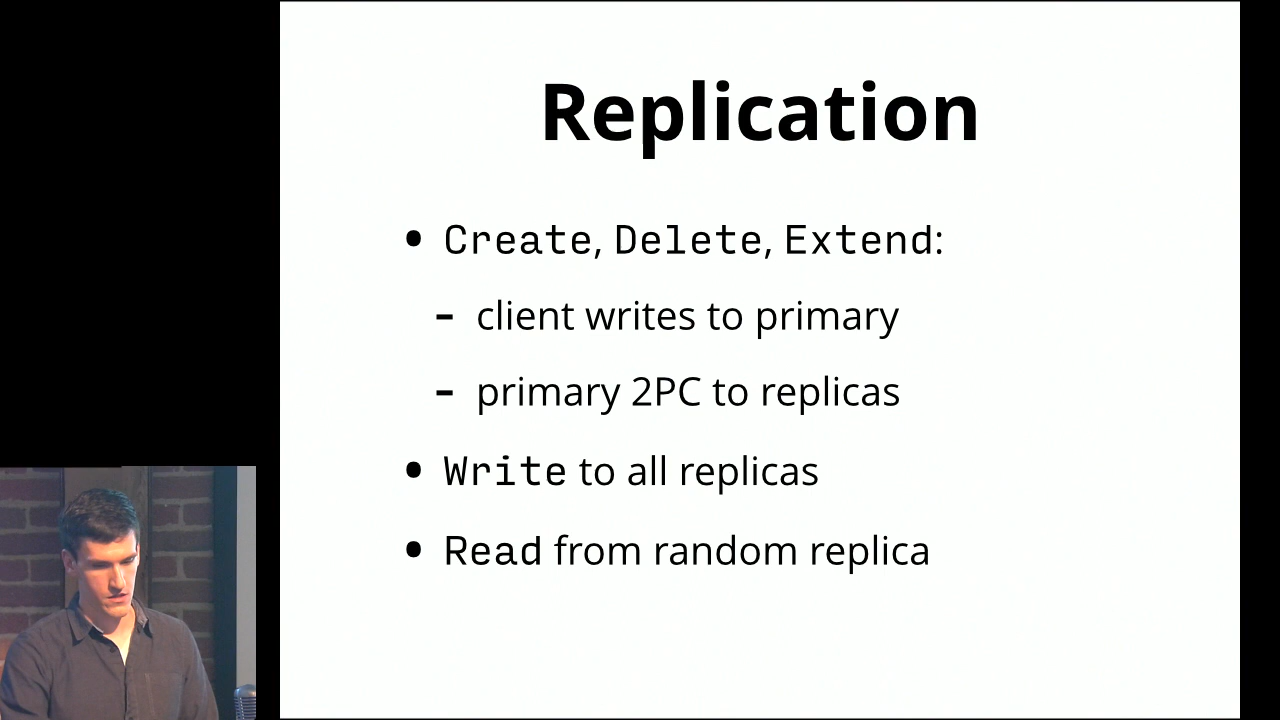 Replication
• Create, Delete, Extend:
- client writes to primary
- primary 2PC to replicas
• Write to all replicas
• Read from random replica